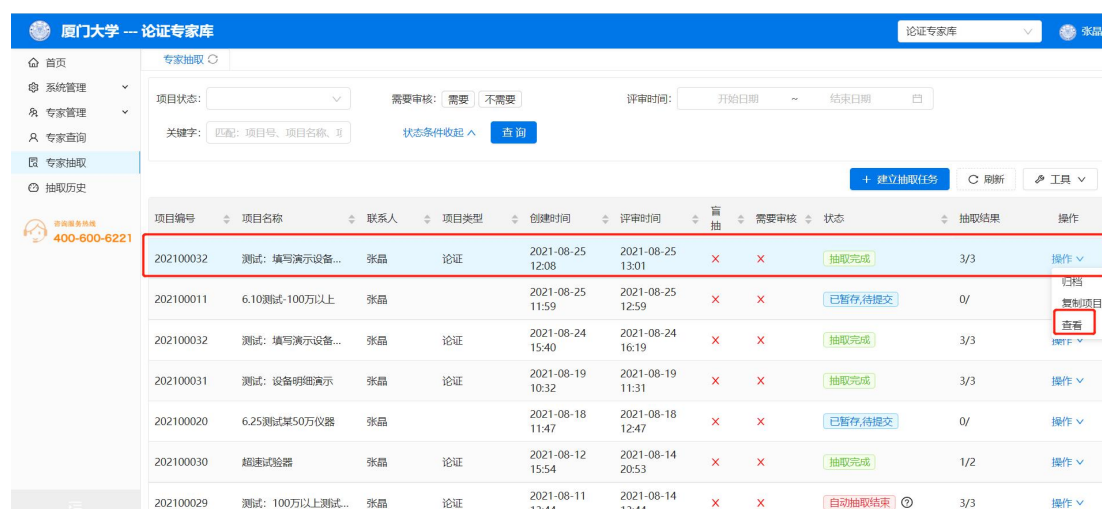 厦门大学 --- 论证专家库
论证专家库
张晶
首页
专家抽取
系统管理
专家管理
专家查询
专家抽取
抽取历史
咨询服务热线
400-600-6221
项目状态:
需要审核: 需要 不需要
评审时间: 开始日期 ~ 结束日期
关键字: 匹配: 项目号、项目名称、项
状态条件收起 查 询
+ 建立抽取任务 刷新 工具
项目编号 项目名称 联系人 项目类型 创建时间 评审时间 盲抽 需要审核 状态 抽取结果 操作
202100032 测试：填写演示设备... 张晶 论证 2021-08-25 12:08 2021-08-25 13:01 X X 抽取完成 3/3 操作
归档
复制项目
查看
202100011 6.10测试-100万以上 张晶 2021-08-25 11:59 2021-08-25 12:59 X X 已暂存,待提交 0/
202100032 测试：填写演示设备... 张晶 论证 2021-08-24 15:40 2021-08-24 16:19 X X 抽取完成 3/3 操作
202100031 测试：设备明细演示 张晶 论证 2021-08-19 10:32 2021-08-19 11:31 X X 抽取完成 3/3 操作
202100020 6.25测试某50万仪器 张晶 论证 2021-08-18 11:47 2021-08-18 12:47 X X 已暂存,待提交 0/ 操作
202100030 超速试验器 张晶 论证 2021-08-12 15:54 2021-08-14 20:53 X X 抽取完成 1/2 操作
202100029 测试：100万以上测试... 张晶 论证 2021-08-11 2021-08-14 X X 自动抽取结束 3/3 操作